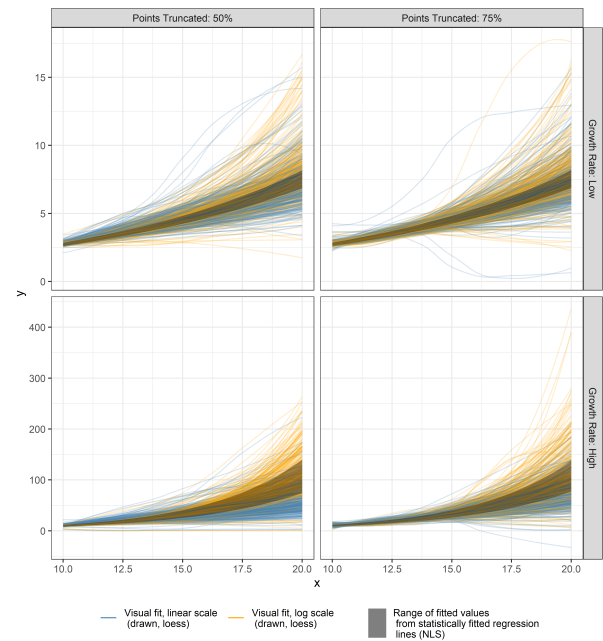 Points Truncated: 50%
Points Truncated: 75%
15
10
5
0
Growth Rate: Low
y
400
300
200
100
0
Growth Rate: High
10.0 12.5 15.0 17.5 20.0
10.0 12.5 15.0 17.5 20.0
x
Visual fit, linear scale
(drawn, loess)
Visual fit, log scale
(drawn, loess)
Range of fitted values
from statistically fitted regression
lines (NLS)